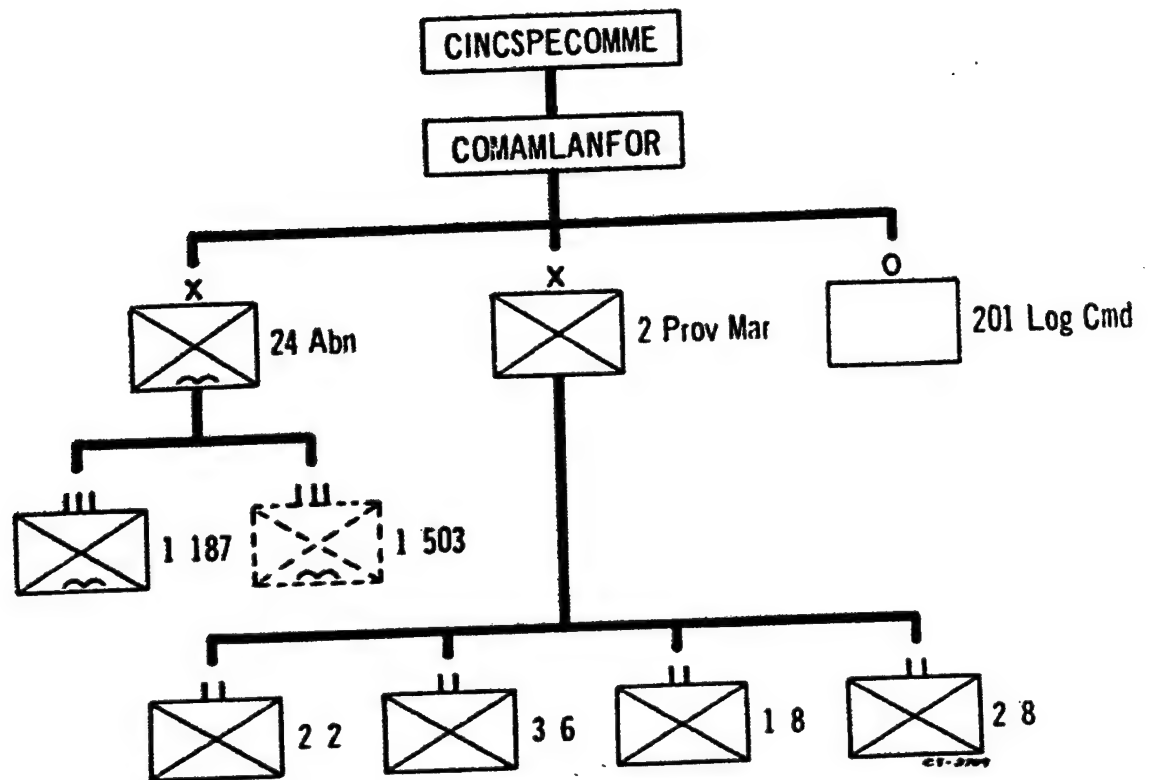 CINCSPECOMME
COMAMLANFOR
X
X
O
24 Abn
2 Prov Mar
201 Log Cmd
III
III
1 187
1 503
II
II
II
II
2 2
3 6
1 8
2 8